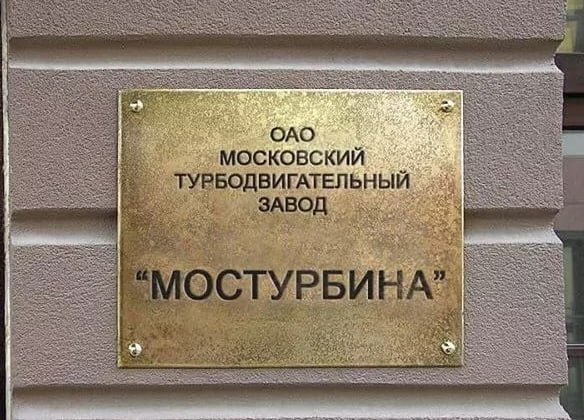 ОАО
МОСКОВСКИЙ
ТУРБОДВИГАТЕЛЬНЫЙ
ЗАВОД
“МОСТУРБИНА”